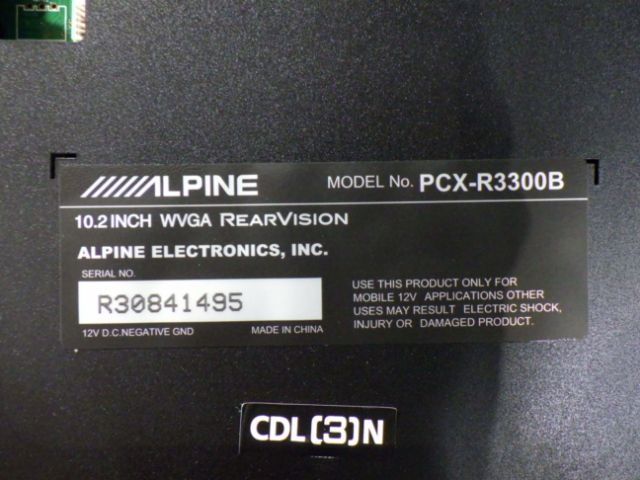 ALPINE MODEL No. PCX-R3300B
10.2 INCH WVGA REARVISION
ALPINE ELECTRONICS, INC.
SERIAL NO.
R30841495
12V D.C.NEGATIVE GND MADE IN CHINA
USE THIS PRODUCT ONLY FOR
MOBILE 12V APPLICATIONS OTHER
USES MAY RESULT ELECTRIC SHOCK,
INJURY OR DAMAGED PRODUCT.
CDL(3)N